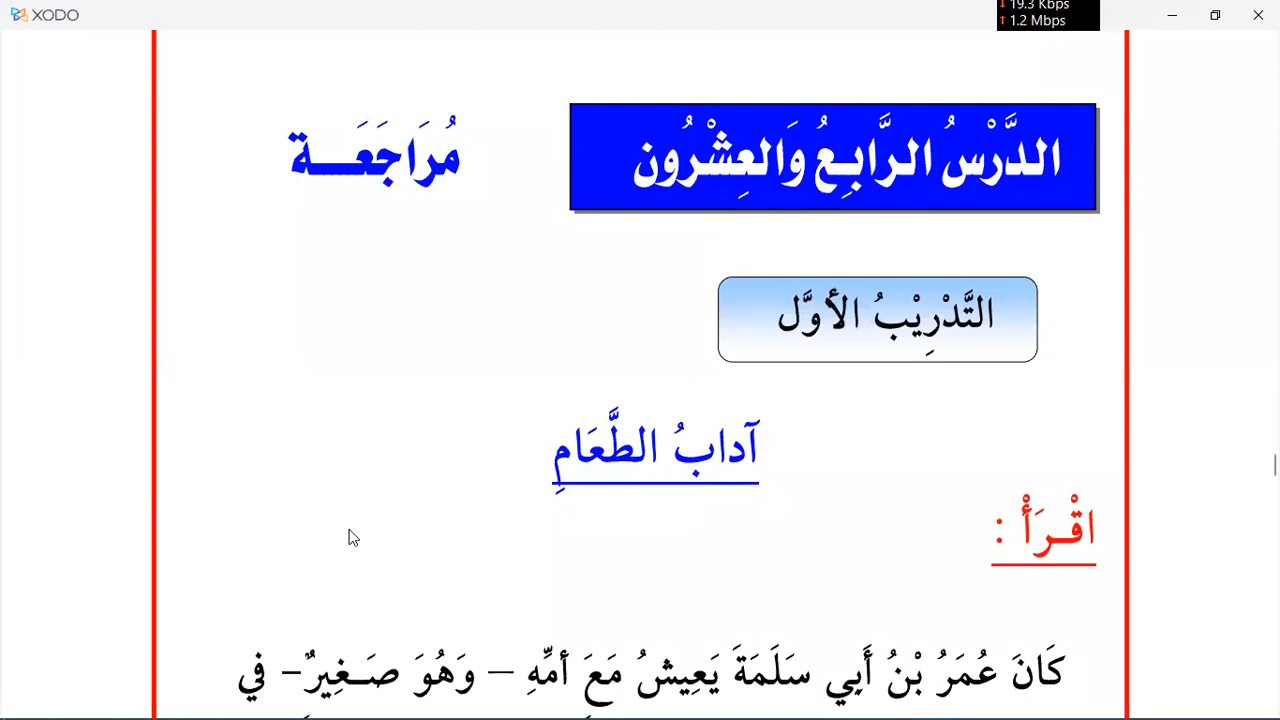 XODO
19.3 Kbps
1.2 Mbps
الدَّرْسُ الرَّابِعُ وَالعِشْرُون
مُرَاجَعَـــة
التَّدْرِيْبُ الأوَّل
آدابُ الطَّعَامِ
اقْـرَأْ :
كَانَ عُمَرُ بْنُ أَبِي سَلَمَةَ يَعِيشُ مَعَ أمِّهِ – وَهُوَ صَـغِيرٌ- في